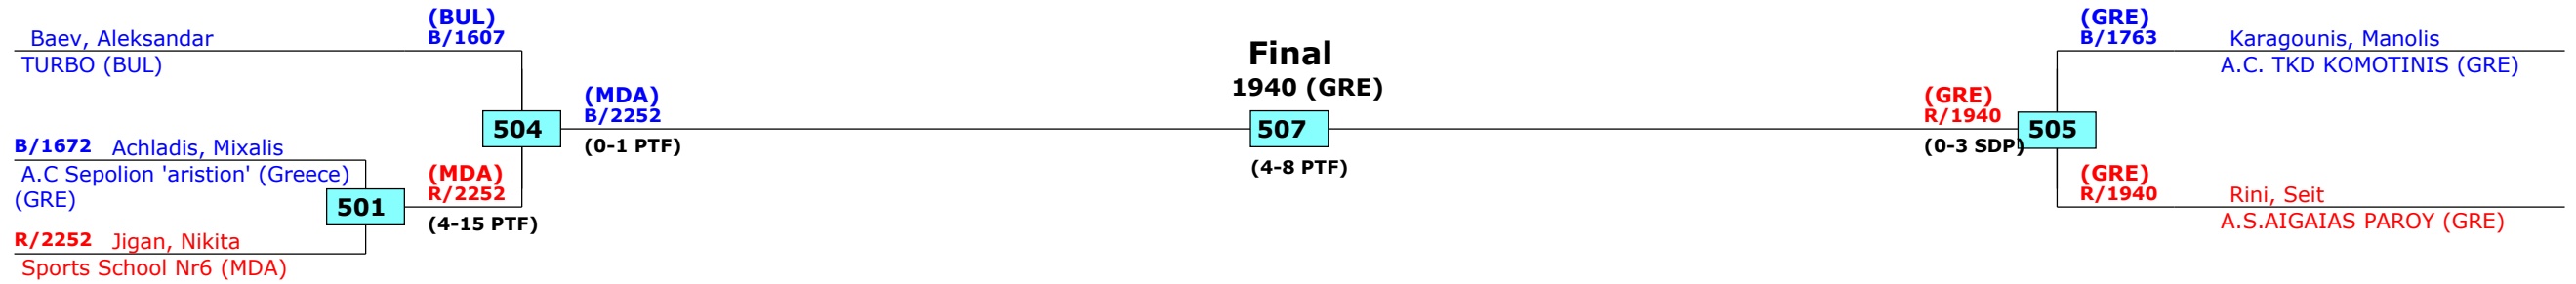 (BUL)
B/1607
Baev, Aleksandar
TURBO (BUL)
B/1672 Achladis, Mixalis
A.C Sepolion 'aristion' (Greece)
(GRE)
501
R/2252 Jigan, Nikita
Sports School Nr6 (MDA)
(MDA)
R/2252
(4-15 PTF)
504
(MDA)
B/2252
(0-1 PTF)
Final
1940 (GRE)
507
(4-8 PTF)
(GRE)
R/1940
(0-3 SDP)
505
(GRE)
B/1763
Karagounis, Manolis
A.C. TKD KOMOTINIS (GRE)
(GRE)
R/1940
Rini, Seit
A.S.AIGAIAS PAROY (GRE)